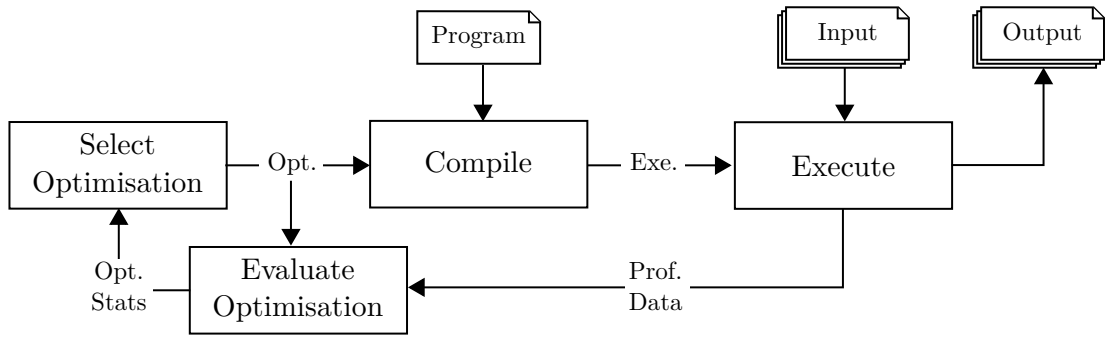 Program
Input
Output
Select
Optimisation
Opt.
Compile
Exe.
Execute
Opt.
Stats
Evaluate
Optimisation
Prof.
Data